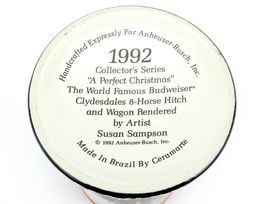 Handcrafted Expressly For Anheuser-Busch, Inc.
1992
Collector's Series
"A Perfect Christmas"
The World Famous Budweiser®
Clydesdales 8-Horse Hitch
and Wagon Rendered
by Artist
Susan Sampson
© 1992 Anheuser-Busch, Inc.
Made In Brazil By Ceramarte